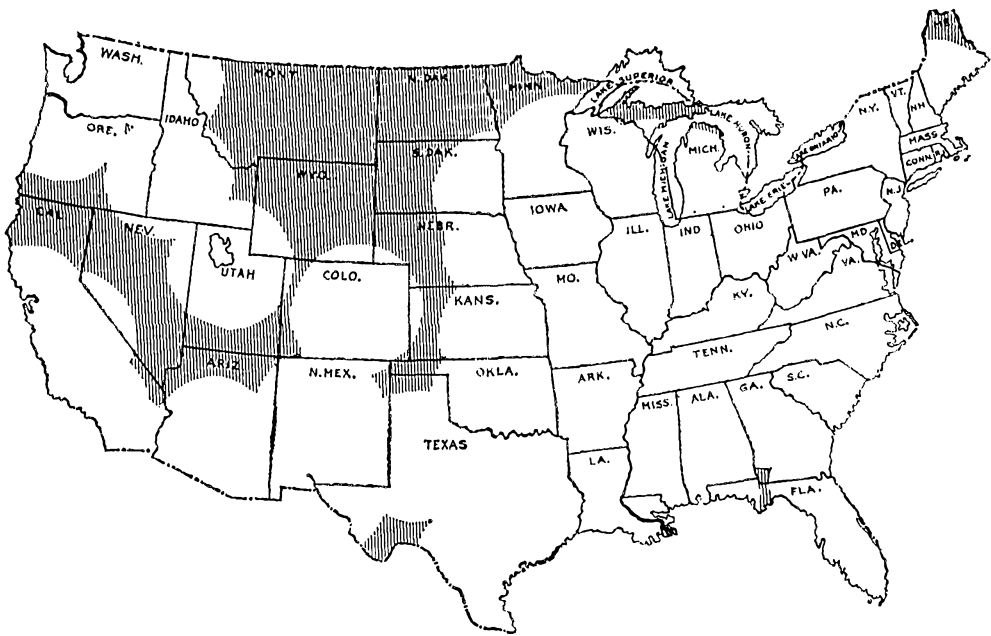 WASH.
MONT.
N. DAK.
MINN.
LAKE SUPERIOR
ME.
ORE.
IDAHO
S. DAK.
WIS.
LAKE MICHIGAN
MICH.
LAKE HURON
LAKE ONTARIO
N.Y.
VT.
N.H.
MASS
CONN.
R.I.
WYO.
CAL.
NEV.
UTAH
COLO.
NEBR.
IOWA
ILL.
IND
OHIO
LAKE ERIE
PA.
N.J.
MD.
DEL
W VA.
VA.
KANS.
MO.
KY.
ARIZ
N.MEX.
OKLA.
ARK.
TENN.
N.C.
S.C.
TEXAS
LA.
MISS.
ALA.
GA.
FLA.